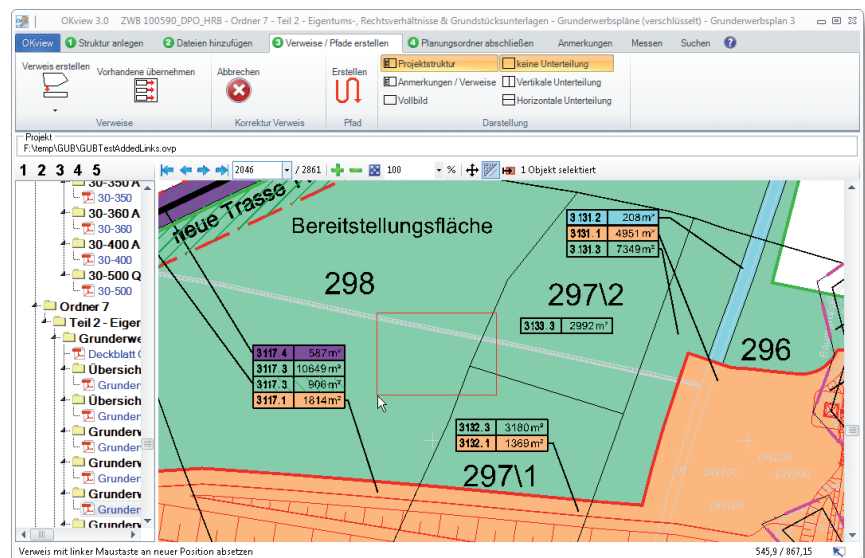 OKview 3.0 ZWB 100590_DPO_HRB - Ordner 7 - Teil 2 - Eigentums-, Rechtsverhältnisse & Grundstücksunterlagen - Grunderwerbspläne (verschlüsselt) - Grunderwerbsplan 3
OKview 1 Struktur anlegen 2 Dateien hinzufügen 3 Verweise / Pfade erstellen 4 Planungsordner abschließen Anmerkungen Messen Suchen ?
Verweis erstellen Vorhandene übernehmen Abbrechen Erstellen
Projektstruktur keine Unterteilung
Anmerkungen / Verweise Vertikale Unterteilung
Vollbild Horizontale Unterteilung
Verweise Korrektur Verweis Pfad Darstellung
Projekt
F:\temp\GUB\GUBTestAddedLinks.ovp
1 2 3 4 5 2046 / 2861 100 % 1 Objekt selektiert
30-350 A
30-350
30-360 A
30-360
30-400 A
30-400
30-500 Q
30-500
Ordner 7
Teil 2 - Eiger
Grunderwe
Deckblatt
Übersich
Grunden
Übersich
Grunden
Grunderw
Grunden
Grunderw
Grunden
Grunderw
Grunden
Grunderw
neue Trasse
Bereitstellungsfläche
298
297\2
296
297\1
3131.2 208m²
3131.1 4951m²
3131.3 7349m²
3133.3 2992m²
3117.4 587m²
3117.3 10649m²
3117.3 906m²
3117.1 1814m²
3132.3 3180m²
3132.1 1369m²
DN100
DN200
DN200
DN100
Verweis mit linker Maustaste an neuer Position absetzen 545,9 / 867,15